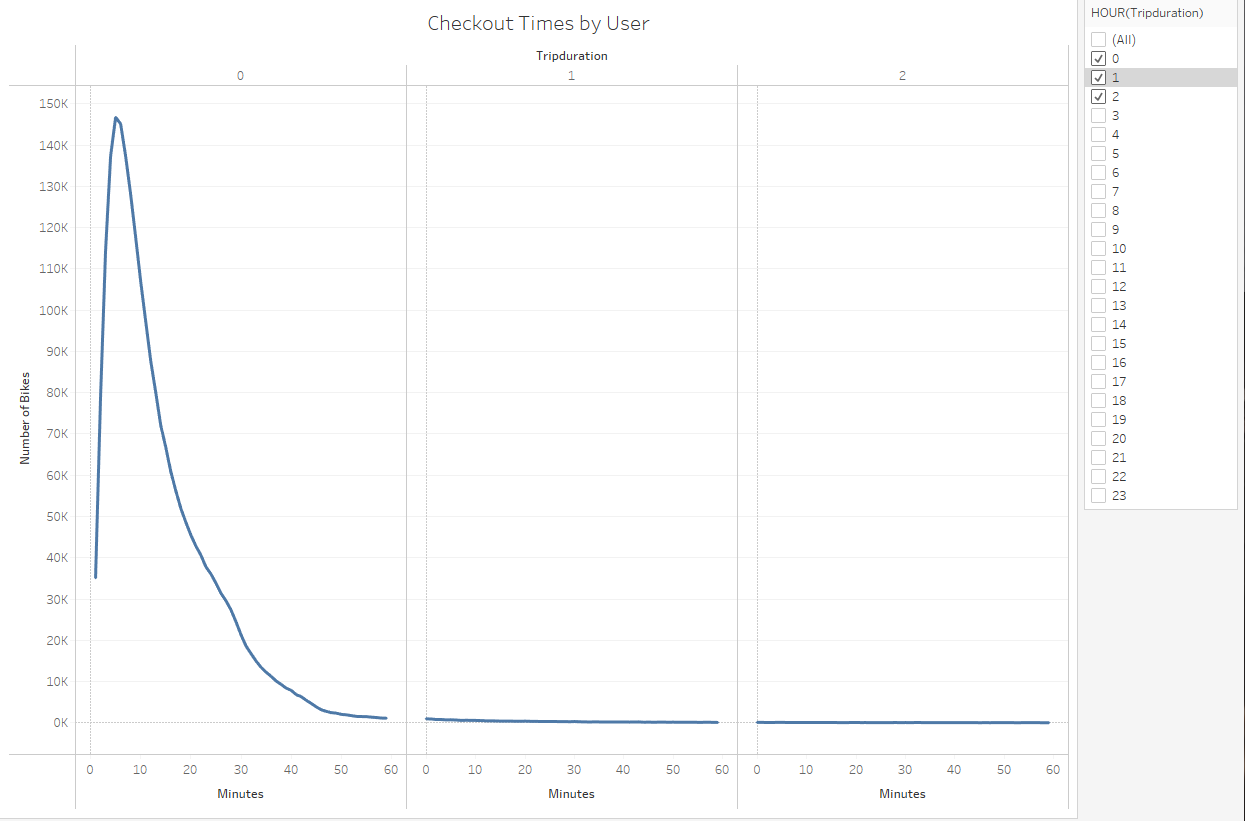 Checkout Times by User
Tripduration
0 1 2
150K
140K
130K
120K
110K
100K
90K
80K
70K
60K
50K
40K
30K
20K
10K
0K
Number of Bikes
0 10 20 30 40 50 60 0 10 20 30 40 50 60 0 10 20 30 40 50 60
Minutes Minutes Minutes
HOUR(Tripduration)
(All)
0
1
2
3
4
5
6
7
8
9
10
11
12
13
14
15
16
17
18
19
20
21
22
23